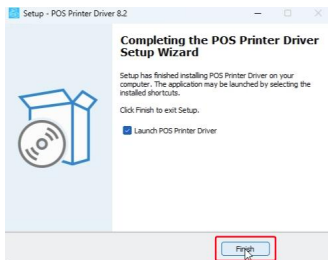 Setup - POS Printer Driver 8.2
Completing the POS Printer Driver
Setup Wizard
Setup has finished installing POS Printer Driver on your
computer. The application may be launched by selecting the
installed shortcuts.
Click Finish to exit Setup.
Launch POS Printer Driver
Finish